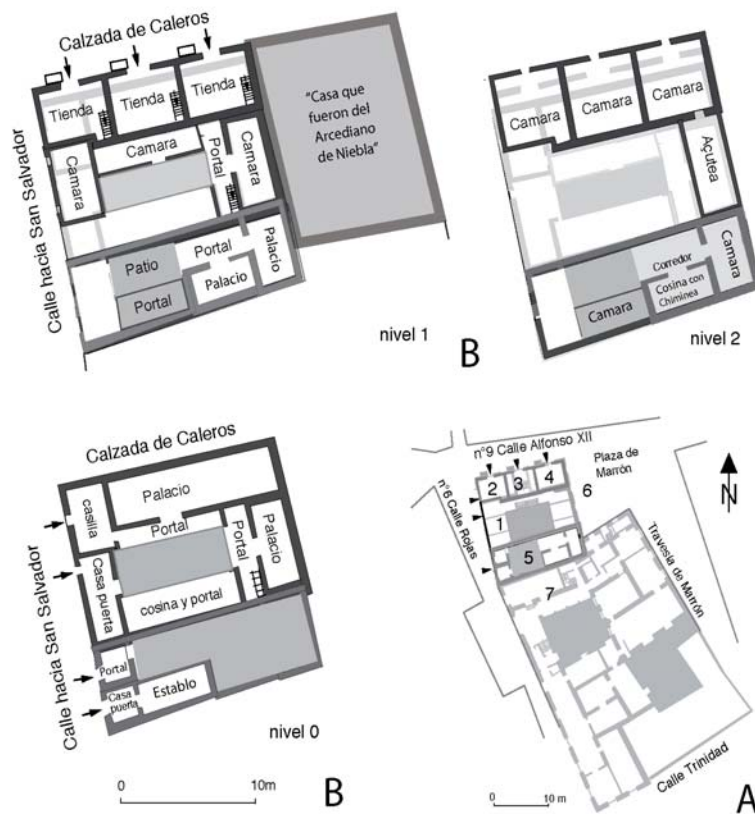 Calzada de Caleros
Tienda
Tienda
Tienda
"Casa que
fueron del
Arcediano
de Niebla"
Calle hacia San Salvador
Camara
Camara
Portal
Camara
Patio
Portal
Portal
Palacio
Palacio
nivel 1
B
Camara
Camara
Camara
Açutea
Corredor
Camara
Cosina con
Chiminea
Camara
nivel 2
Calzada de Caleros
Calle hacia San Salvador
casilla
Palacio
Portal
Portal
Palacio
Casa puerta
cosina y portal
Portal
Casa
puerta
Establo
nivel 0
0
10m
B
n°9 Calle Alfonso XII
Plaza de
Marrón
N
n°6 Calle Rojas
2
3
4
6
1
5
7
Travesía de Marrón
Calle Trinidad
0
10 m
A